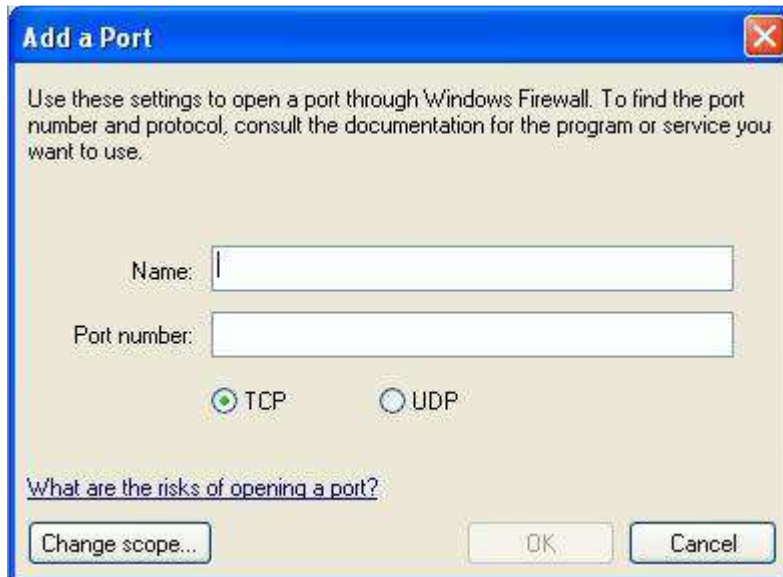 Add a Port
Use these settings to open a port through Windows Firewall. To find the port
number and protocol, consult the documentation for the program or service you
want to use.
Name:
Port number:
TCP UDP
What are the risks of opening a port?
Change scope... OK Cancel